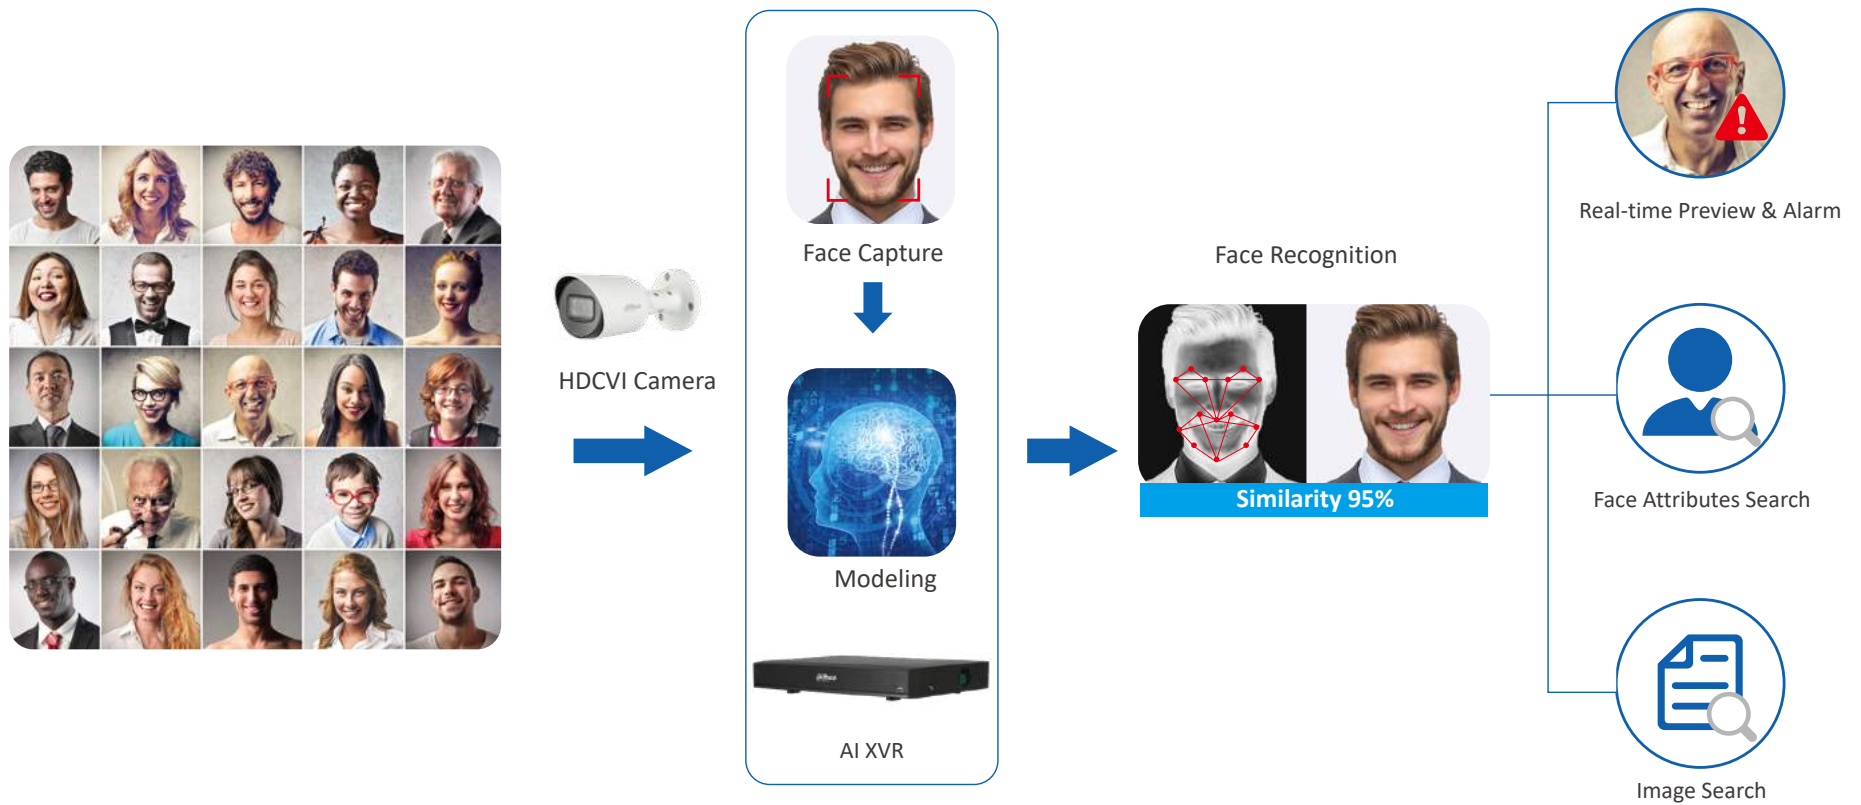 HDCVI Camera
Face Capture
Modeling
alhua
AI XVR
Face Recognition
Similarity 95%
Real-time Preview & Alarm
Face Attributes Search
Image Search